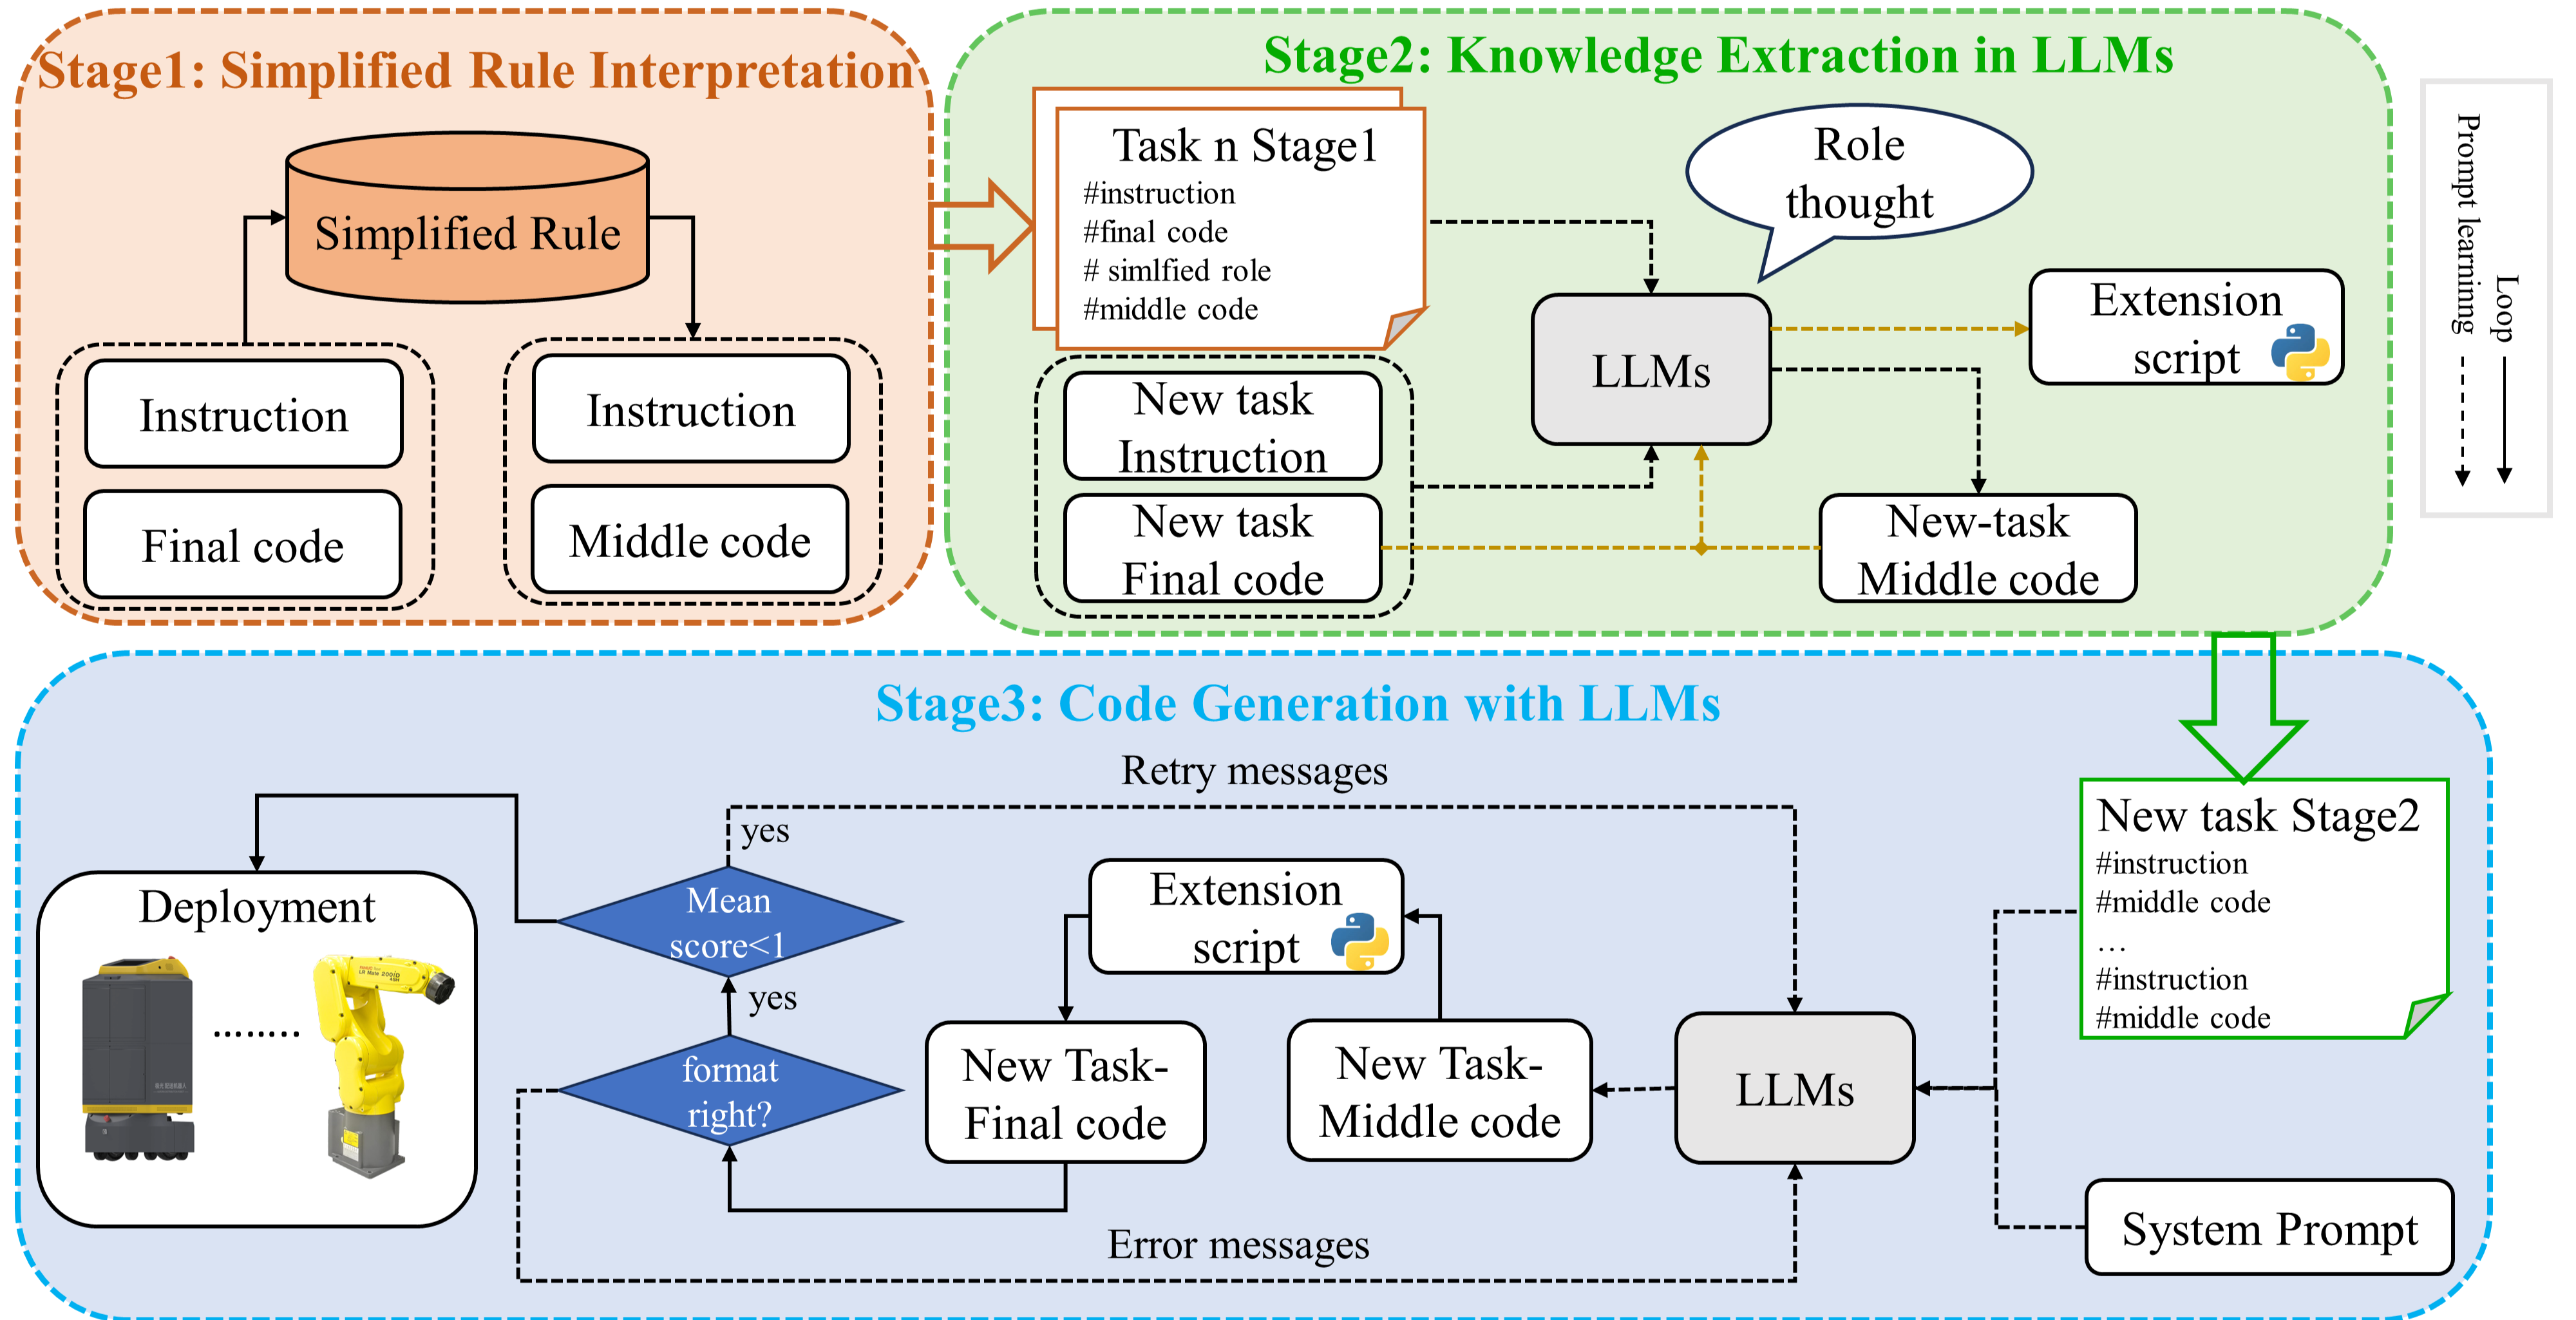 Stage1: Simplified Rule Interpretation
Simplified Rule
Instruction
Final code
Instruction
Middle code
Stage2: Knowledge Extraction in LLMs
Task n Stage1
#instruction
#final code
# simlfied role
#middle code
New task
Instruction
New task
Final code
Role
thought
LLMs
Extension
script
New-task
Middle code
Prompt learninng
Loop
Stage3: Code Generation with LLMs
Retry messages
yes
Mean
score<1
yes
format
right?
Deployment
LR Mate 200iD
Extension
script
New Task-
Final code
New Task-
Middle code
LLMs
Error messages
New task Stage2
#instruction
#middle code
…
#instruction
#middle code
System Prompt